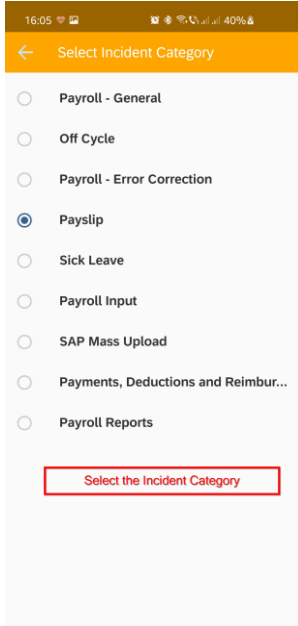 16:05 40%
Select Incident Category
Payroll - General
Off Cycle
Payroll - Error Correction
Payslip
Sick Leave
Payroll Input
SAP Mass Upload
Payments, Deductions and Reimbur...
Payroll Reports
Select the Incident Category